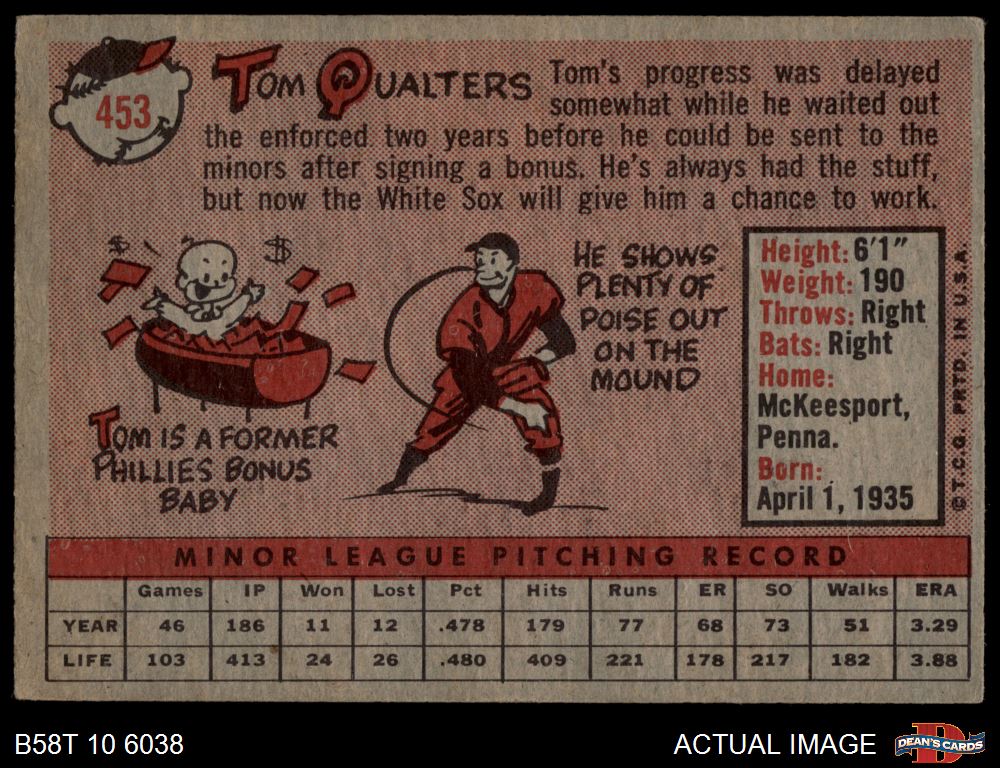 453
TOM QUALTERS
Tom's progress was delayed
somewhat while he waited out
the enforced two years before he could be sent to the
minors after signing a bonus. He's always had the stuff,
but now the White Sox will give him a chance to work.
$ $
TOM IS A FORMER
PHILLIES BONUS
BABY
HE SHOWS
PLENTY OF
POISE OUT
ON THE
MOUND
Height: 6'1"
Weight: 190
Throws: Right
Bats: Right
Home:
McKeesport,
Penna.
Born:
April 1, 1935
© T.C.G. PRTD. IN U.S.A.
MINOR LEAGUE PITCHING RECORD
Games IP Won Lost Pct Hits Runs ER SO Walks ERA
YEAR 46 186 11 12 .478 179 77 68 73 51 3.29
LIFE 103 413 24 26 .480 409 221 178 217 182 3.88
B58T 10 6038
ACTUAL IMAGE
D
DEAN'S CARDS